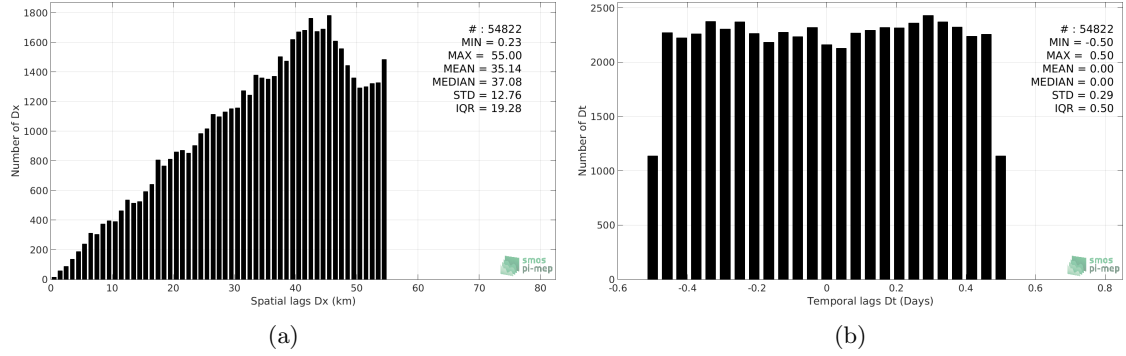 1800
1600
1400
1200
1000
800
600
400
200
0
Number of Dx
# : 54822
MIN = 0.23
MAX = 55.00
MEAN = 35.14
MEDIAN = 37.08
STD = 12.76
IQR = 19.28
smos
pi-mep
0 10 20 30 40 50 60 70 80
Spatial lags Dx (km)
(a)
2500
2000
1500
1000
500
0
Number of Dt
# : 54822
MIN = -0.50
MAX = 0.50
MEAN = 0.00
MEDIAN = 0.00
STD = 0.29
IQR = 0.50
smos
pi-mep
-0.6 -0.4 -0.2 0 0.2 0.4 0.6 0.8
Temporal lags Dt (Days)
(b)